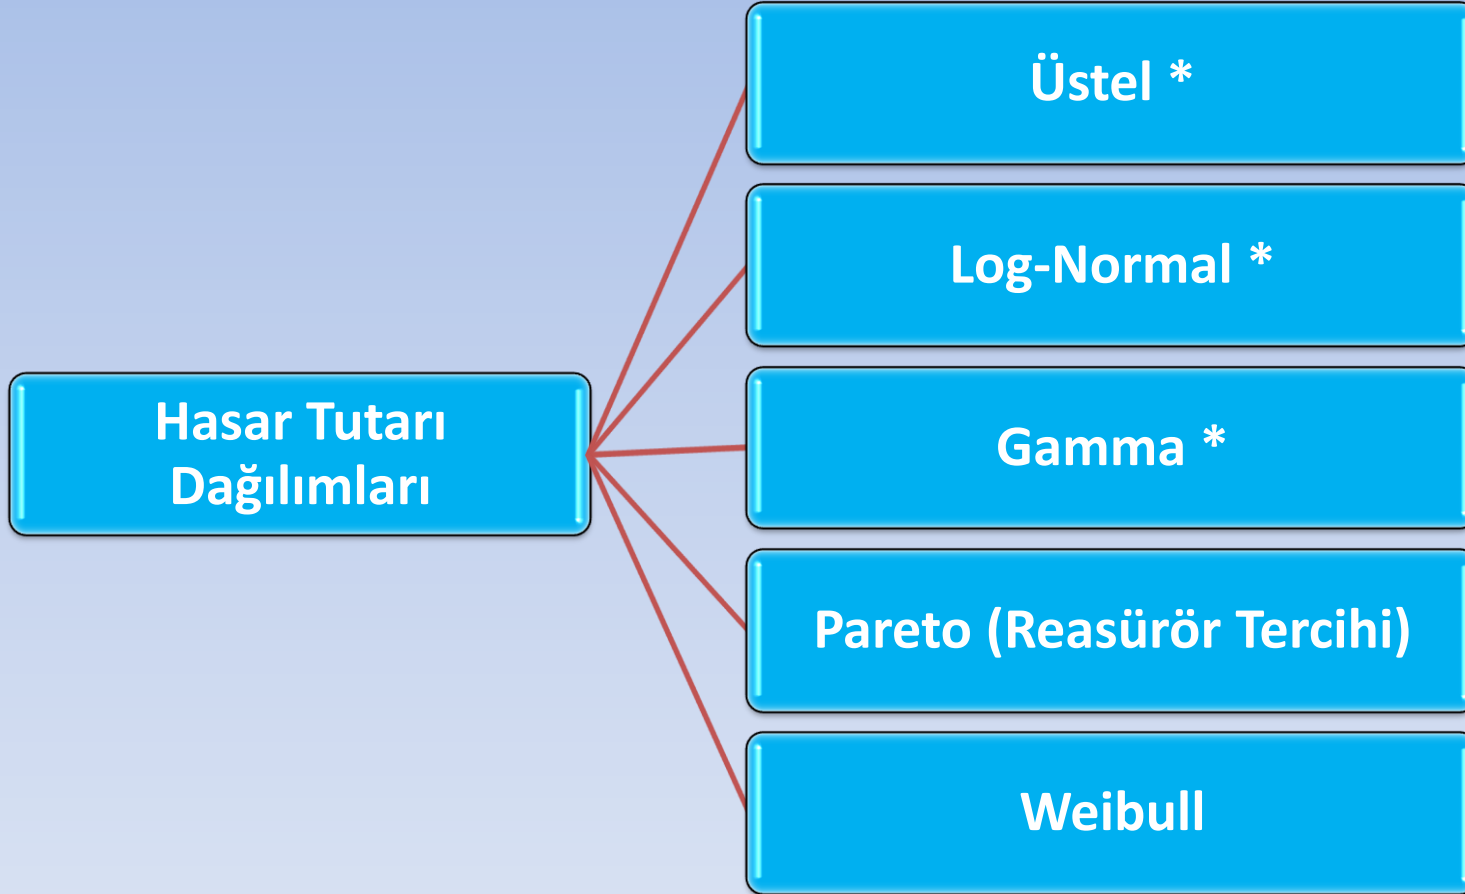 Üstel *
Log-Normal *
Hasar Tutarı
Dağılımları
Gamma *
Pareto (Reasürör Tercihi)
Weibull